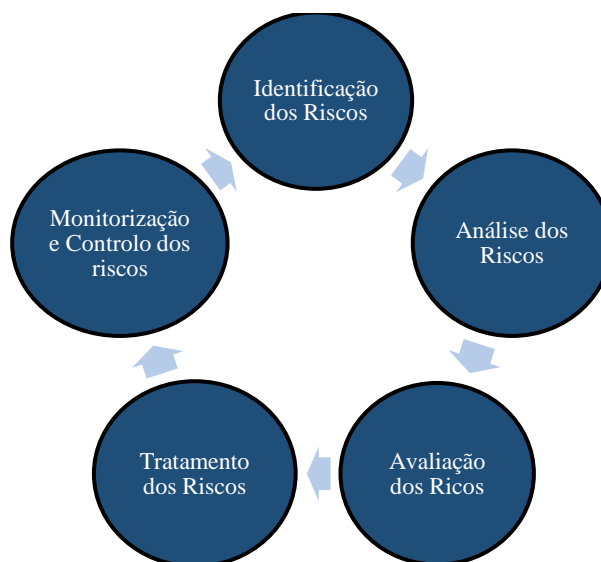 Identificação
dos Riscos
Análise dos
Riscos
Avaliação
dos Ricos
Tratamento
dos Riscos
Monitorização
e Controlo dos
riscos